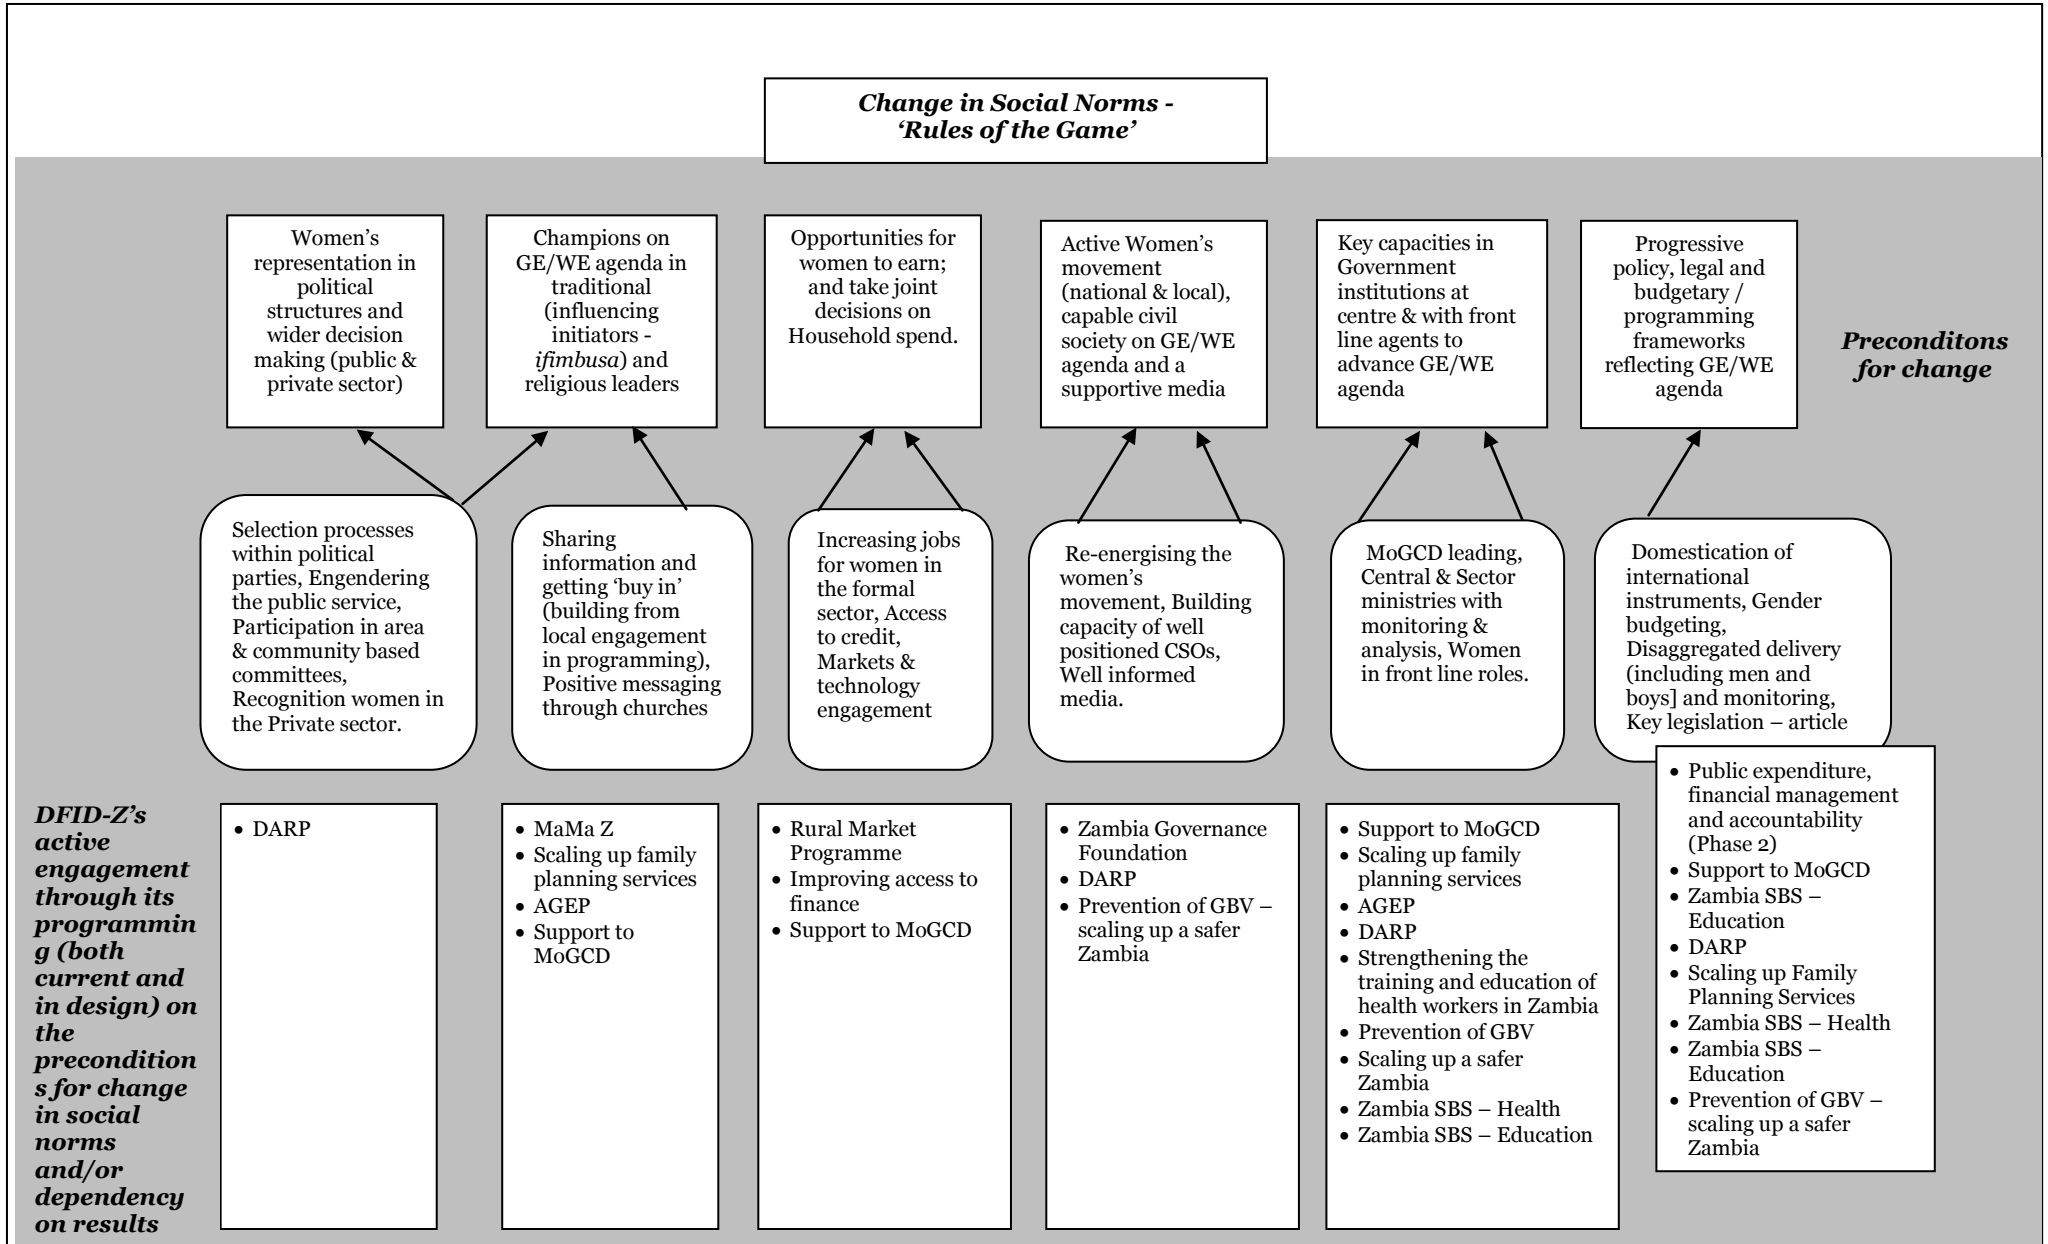 Change in Social Norms -
‘Rules of the Game’
Women’s
representation in
political
structures and
wider decision
making (public &
private sector)
Champions on
GE/WE agenda in
traditional
(influencing
initiators -
ifimbusa) and
religious leaders
Opportunities for
women to earn;
and take joint
decisions on
Household spend.
Active Women’s
movement
(national & local),
capable civil
society on GE/WE
agenda and a
supportive media
Key capacities in
Government
institutions at
centre & with front
line agents to
advance GE/WE
agenda
Progressive
policy, legal and
budgetary /
programming
frameworks
reflecting GE/WE
agenda
Preconditons
for change
Selection processes
within political
parties, Engendering
the public service,
Participation in area
& community based
committees,
Recognition women in
the Private sector.
Sharing
information and
getting ‘buy in’
(building from
local engagement
in programming),
Positive messaging
through churches
Increasing jobs
for women in
the formal
sector, Access
to credit,
Markets &
technology
engagement
Re-energising the
women’s
movement, Building
capacity of well
positioned CSOs,
Well informed
media.
MoGCD leading,
Central & Sector
ministries with
monitoring &
analysis, Women
in front line roles.
Domestication of
international
instruments, Gender
budgeting,
Disaggregated delivery
(including men and
boys] and monitoring,
Key legislation – article
DFID-Z’s
active
engagement
through its
programmin
g (both
current and
in design) on
the
precondition
s for change
in social
norms
and/or
dependency
on results
• DARP
• MaMa Z
• Scaling up family
planning services
• AGEP
• Support to
MoGCD
• Rural Market
Programme
• Improving access to
finance
• Support to MoGCD
• Zambia Governance
Foundation
• DARP
• Prevention of GBV –
scaling up a safer
Zambia
• Support to MoGCD
• Scaling up family
planning services
• AGEP
• DARP
• Strengthening the
training and education of
health workers in Zambia
• Prevention of GBV
• Scaling up a safer
Zambia
• Zambia SBS – Health
• Zambia SBS – Education
• Public expenditure,
financial management
and accountability
(Phase 2)
• Support to MoGCD
• Zambia SBS –
Education
• DARP
• Scaling up Family
Planning Services
• Zambia SBS – Health
• Zambia SBS –
Education
• Prevention of GBV –
scaling up a safer
Zambia